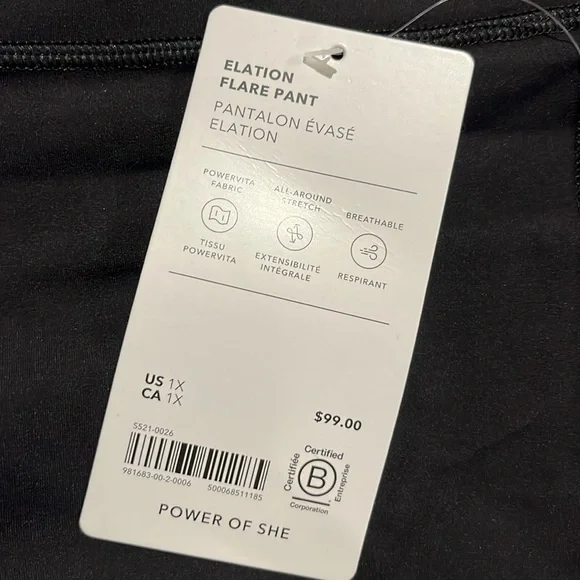 ELATION
FLARE PANT
PANTALON ÉVASÉ
ELATION
POWERVITA
FABRIC
ALL-AROUND
STRETCH
BREATHABLE
TISSU
POWERVITA
EXTENSIBILITÉ
INTÉGRALE
RESPIRANT
US 1X
CA 1X
$99.00
SS21-0026
981683-00-2-0006 500068511185
Certified
Certifiée
B
Entreprise
Corporation
POWER OF SHE